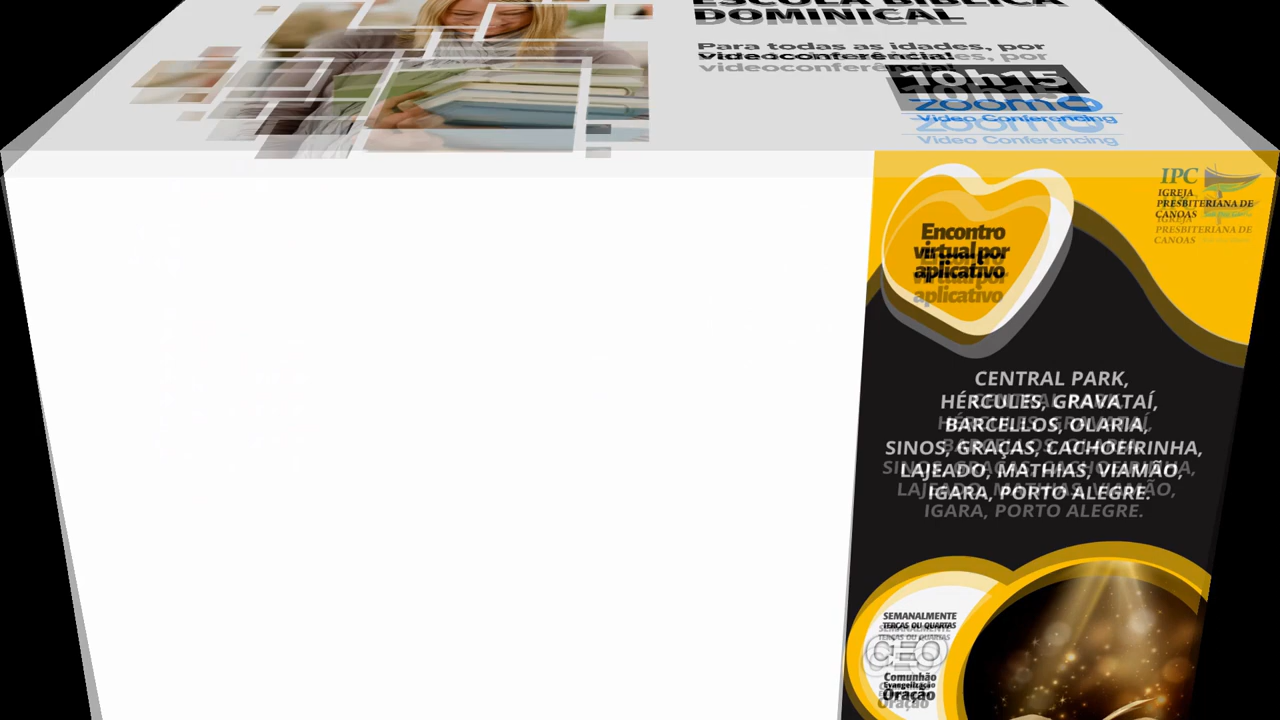 ESCOLA BÍBLICA
DOMINICAL
Para todas as idades, por
videoconferência!
10h15
zoom
Video Conferencing
IPC
IGREJA
PRESBITERIANA DE
CANOAS
Encontro
virtual por
aplicativo
CENTRAL PARK,
HÉRCULES, GRAVATAÍ,
BARCELLOS, OLARIA,
SINOS, GRAÇAS, CACHOEIRINHA,
LAJEADO, MATHIAS, VIAMÃO,
IGARA, PORTO ALEGRE.
SEMANALMENTE
TERÇAS OU QUARTAS
CEO
Comunhão
Evangelização
Oração